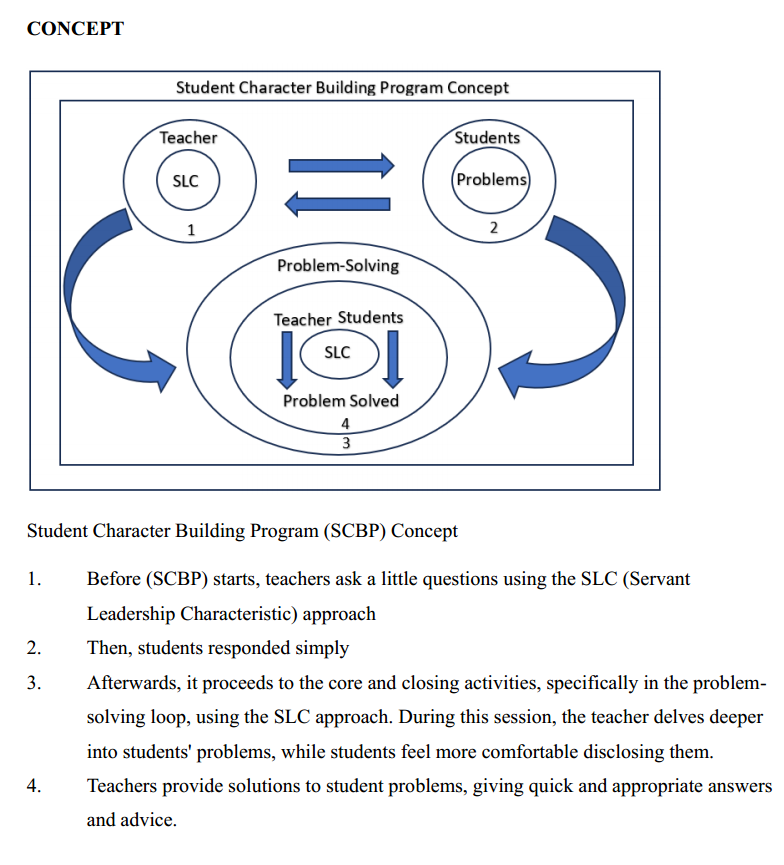 CONCEPT
Student Character Building Program Concept
Teacher
SLC
1
Students
Problems
2
Problem-Solving
Teacher Students
SLC
Problem Solved
4
3
Student Character Building Program (SCBP) Concept
1. Before (SCBP) starts, teachers ask a little questions using the SLC (Servant
Leadership Characteristic) approach
2. Then, students responded simply
3. Afterwards, it proceeds to the core and closing activities, specifically in the problem-
solving loop, using the SLC approach. During this session, the teacher delves deeper
into students' problems, while students feel more comfortable disclosing them.
4. Teachers provide solutions to student problems, giving quick and appropriate answers
and advice.